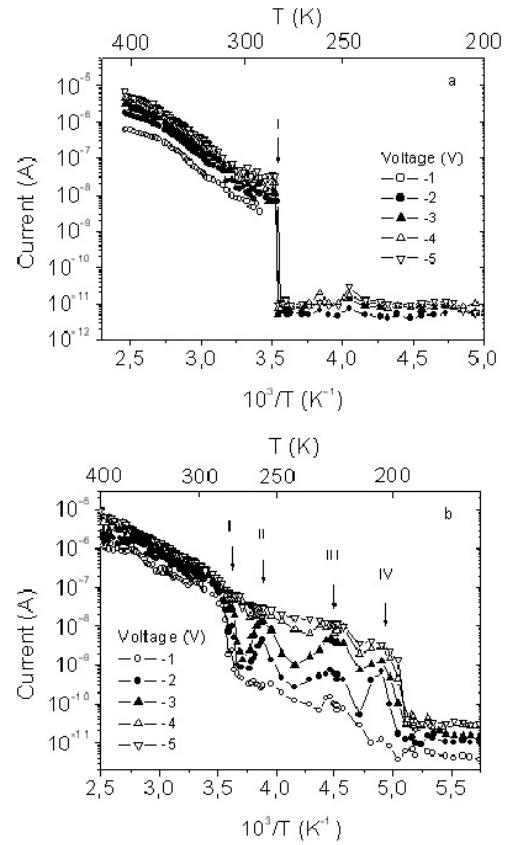 T (K)
400 300 250 200
a
I
10⁻⁵
10⁻⁶
10⁻⁷
10⁻⁸
10⁻⁹
10⁻¹⁰
10⁻¹¹
10⁻¹²
Current (A)
Voltage (V)
-1
-2
-3
-4
-5
2,5 3,0 3,5 4,0 4,5 5,0
10³/T (K⁻¹)
T (K)
400 300 250 200
b
I
II
III
IV
10⁻⁵
10⁻⁶
10⁻⁷
10⁻⁸
10⁻⁹
10⁻¹⁰
10⁻¹¹
Current (A)
Voltage (V)
-1
-2
-3
-4
-5
2,5 3,0 3,5 4,0 4,5 5,0 5,5
10³/T (K⁻¹)